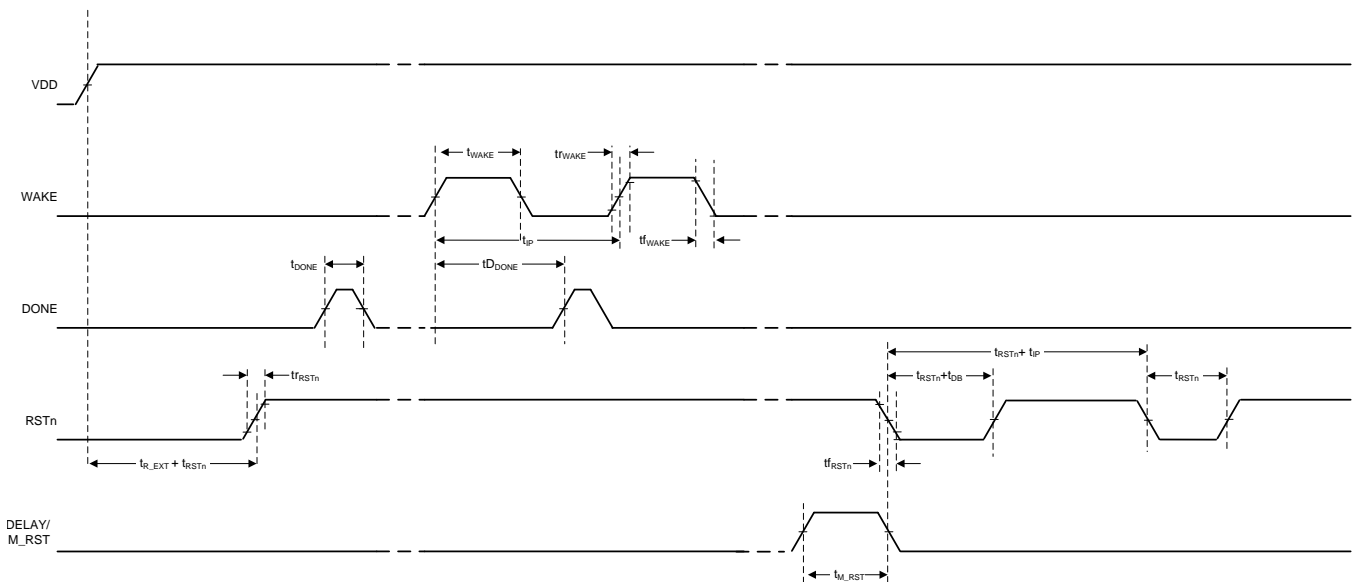 VDD
tWAKE
trWAKE
WAKE
tIP
tfWAKE
tDONE
tDDONE
DONE
tRSTn+ tIP
tRSTn+tDB
tRSTn
trRSTn
RSTn
tR_EXT + tRSTn
tfRSTn
DELAY/
M_RST
tM_RST